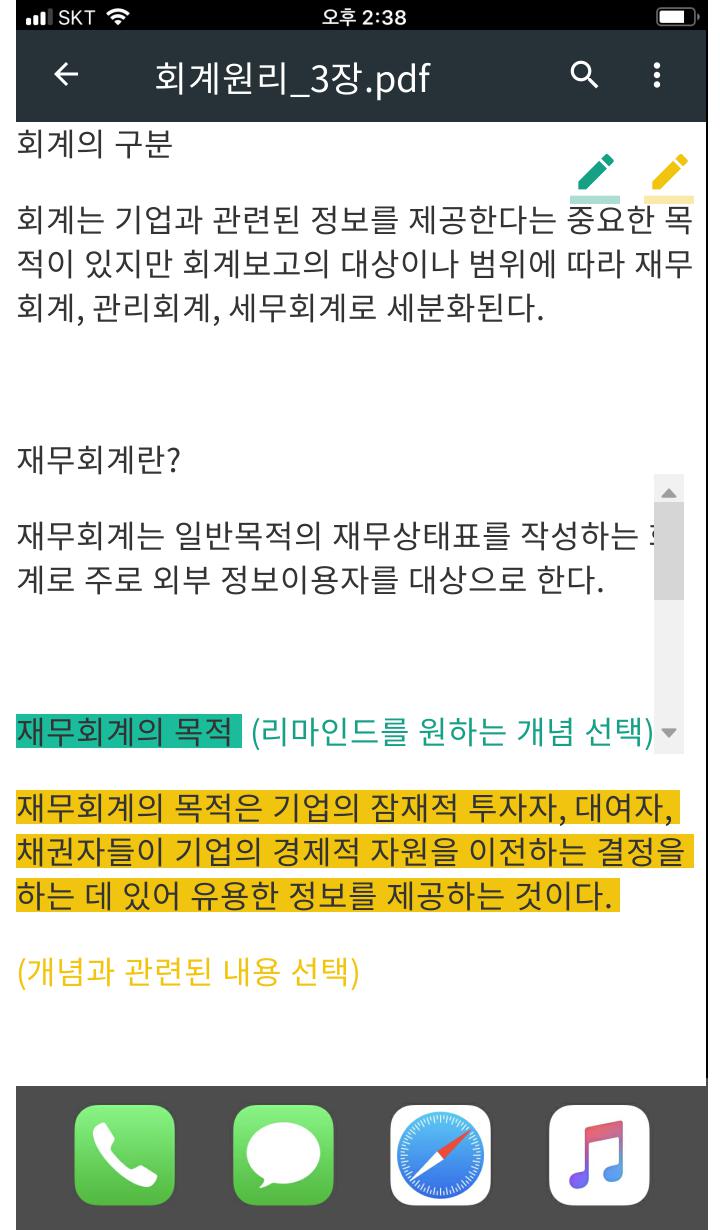 SKT 오후 2:38
회계원리_3장.pdf
회계의 구분
회계는 기업과 관련된 정보를 제공한다는 중요한 목
적이 있지만 회계보고의 대상이나 범위에 따라 재무
회계, 관리회계, 세무회계로 세분화된다.
재무회계란?
재무회계는 일반목적의 재무상태표를 작성하는
계로 주로 외부 정보이용자를 대상으로 한다.
재무회계의 목적 (리마인드를 원하는 개념 선택)
재무회계의 목적은 기업의 잠재적 투자자, 대여자,
채권자들이 기업의 경제적 자원을 이전하는 결정을
하는 데 있어 유용한 정보를 제공하는 것이다.
(개념과 관련된 내용 선택)